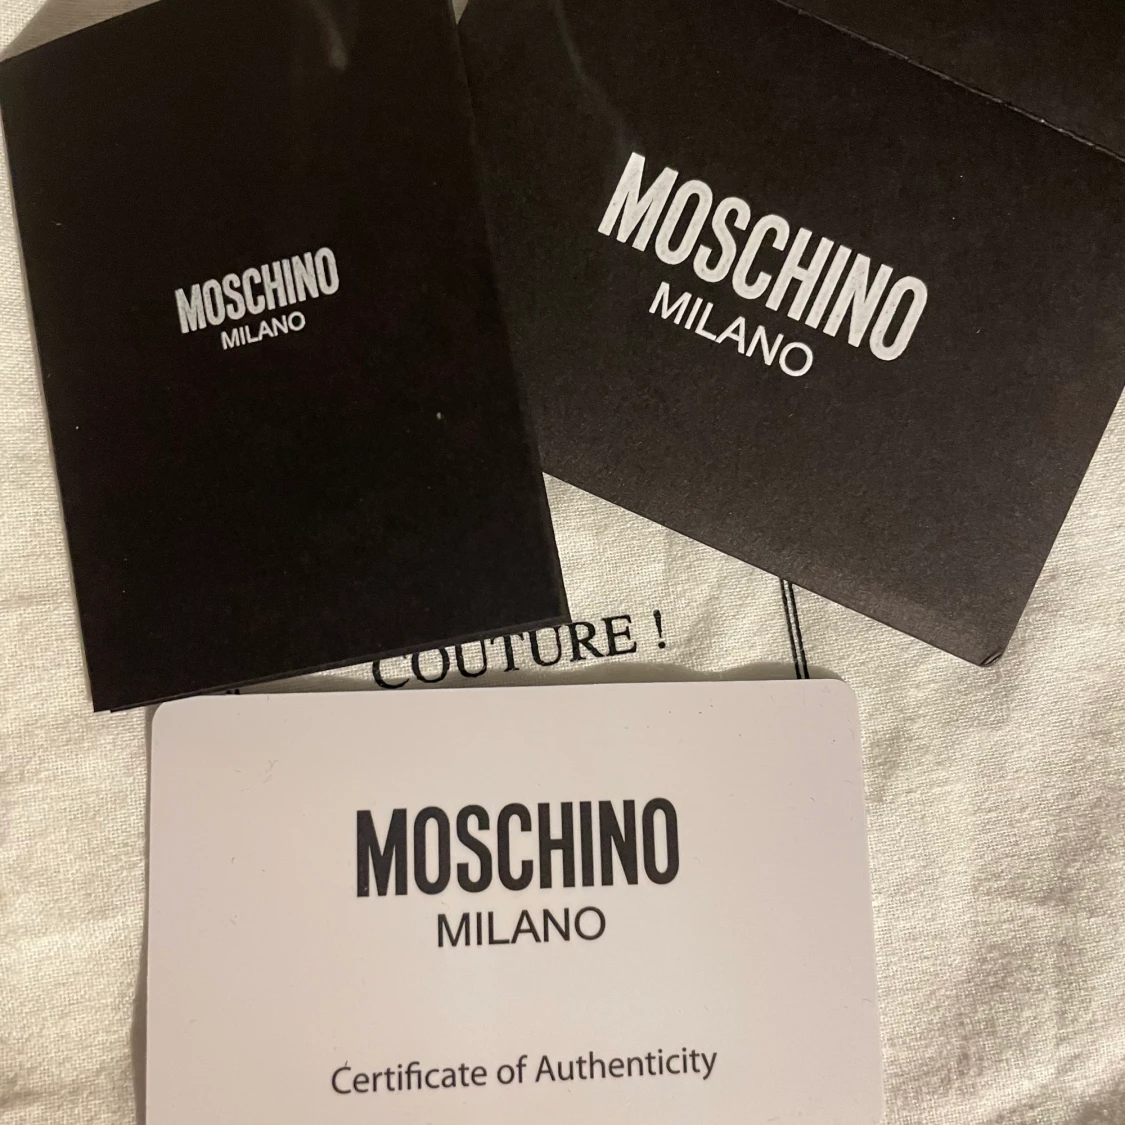 MOSCHINO
MILANO
MOSCHINO
MILANO
COUTURE !
MOSCHINO
MILANO
Certificate of Authenticity